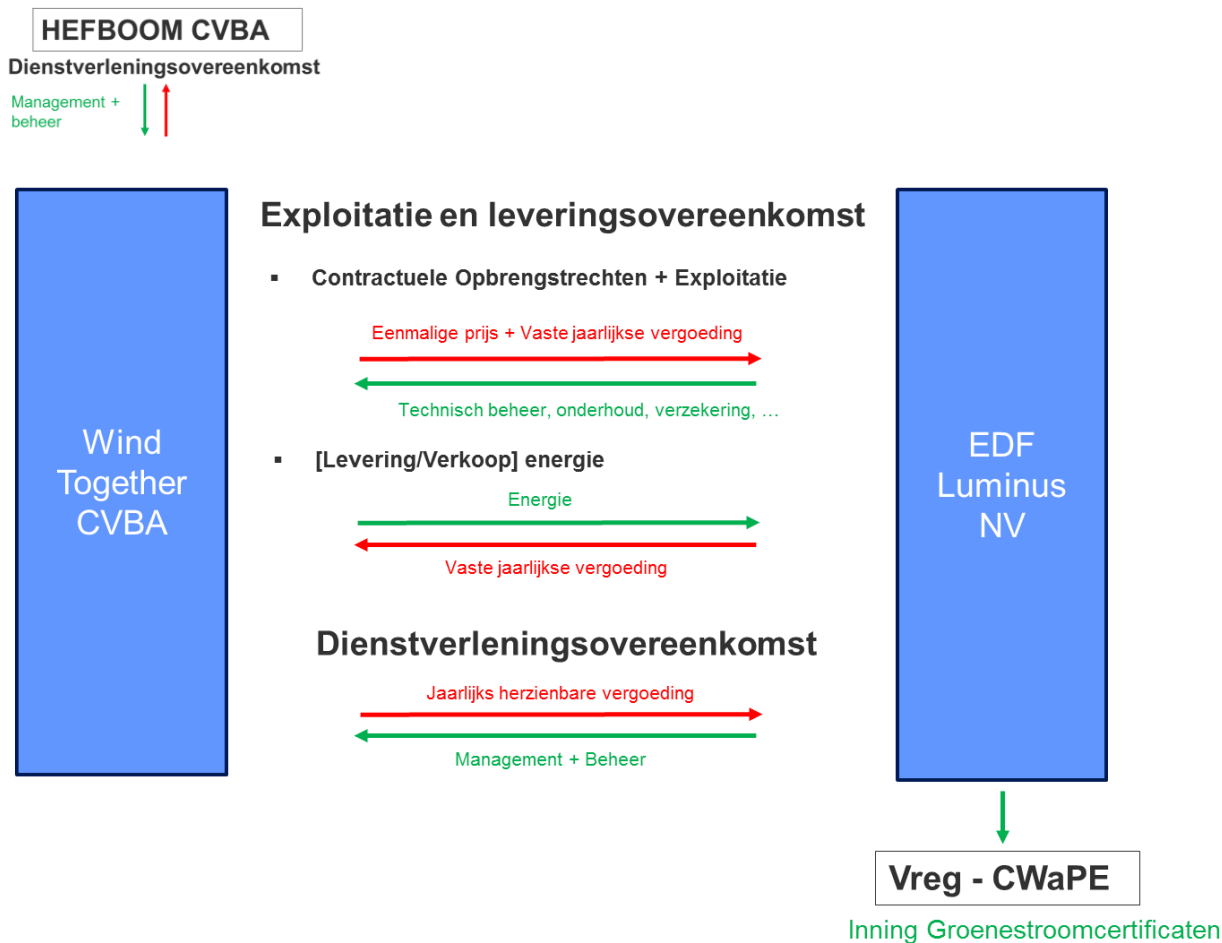 HEFBOOM CVBA
Dienstverleningsovereenkomst
Management +
beheer
Exploitatie en leveringsovereenkomst
▪ Contractuele Opbrengstrechten + Exploitatie
Eenmalige prijs + Vaste jaarlijkse vergoeding
Technisch beheer, onderhoud, verzekering, …
▪ [Levering/Verkoop] energie
Energie
Vaste jaarlijkse vergoeding
Dienstverleningsovereenkomst
Jaarlijks herzienbare vergoeding
Management + Beheer
Wind
Together
CVBA
EDF
Luminus
NV
Vreg - CWaPE
Inning Groenestroomcertificaten